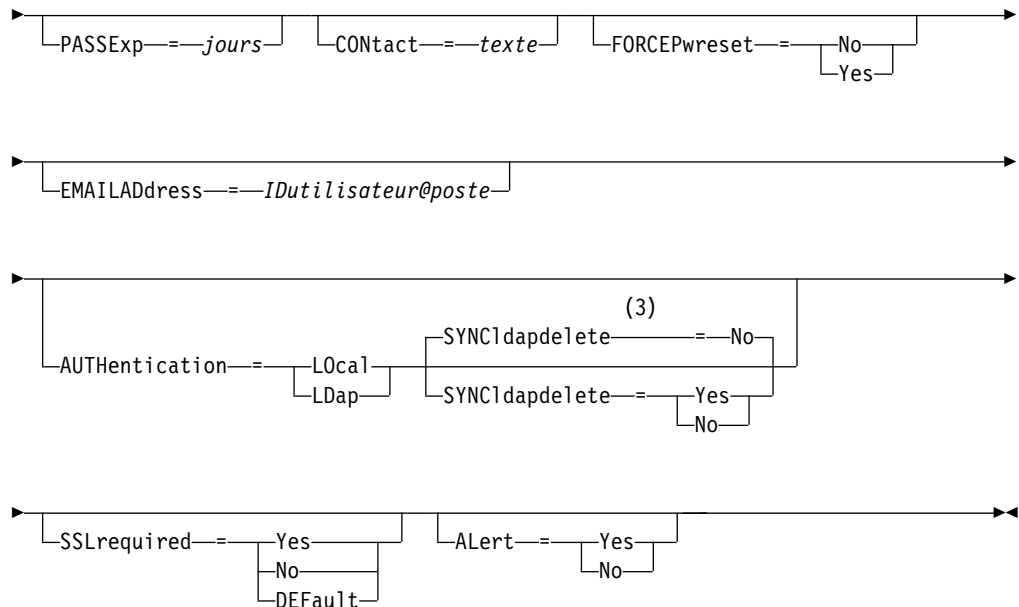 PASSExp = jours CONtact = texte FORCEPwreset = No
Yes
EMAILADdress = IDutilisateur@poste
(3)
SYNCldapdelete = No
AUTHentication = LOcal
LDap
SYNCldapdelete = Yes
No
SSLrequired = Yes ALert = Yes
No No
DEFault